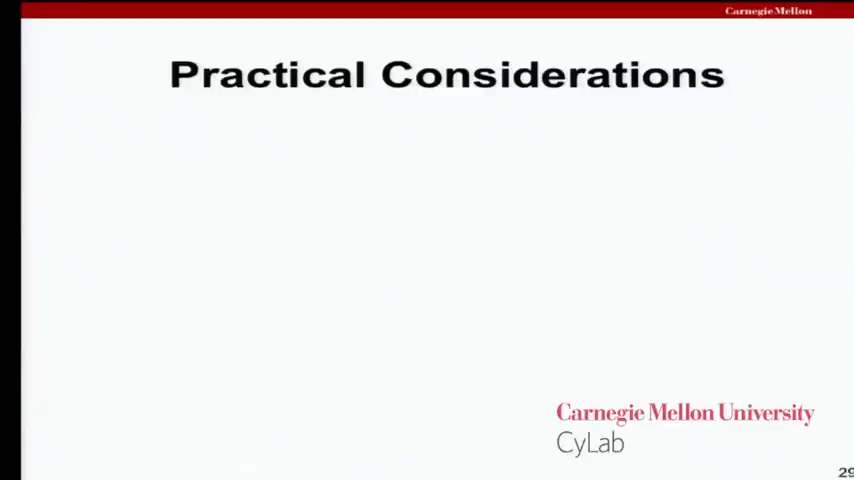 Carnegie Mellon
Practical Considerations
Carnegie Mellon University
CyLab
29